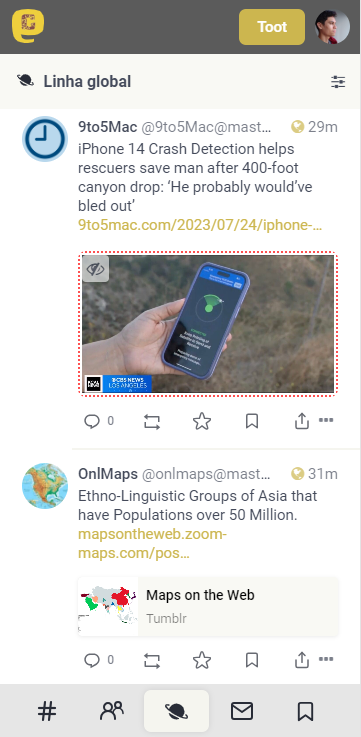 Toot
Linha global
9to5Mac @9to5Mac@mast... 29m
iPhone 14 Crash Detection helps
rescuers save man after 400-foot
canyon drop: ‘He probably would’ve
bled out’
9to5mac.com/2023/07/24/iphone-...
CBS NEWS
LOS ANGELES
0
OnlMaps @onlmaps@mast... 31m
Ethno-Linguistic Groups of Asia that
have Populations over 50 Million.
mapsontheweb.zoom-
maps.com/pos...
Maps on the Web
Tumblr
0